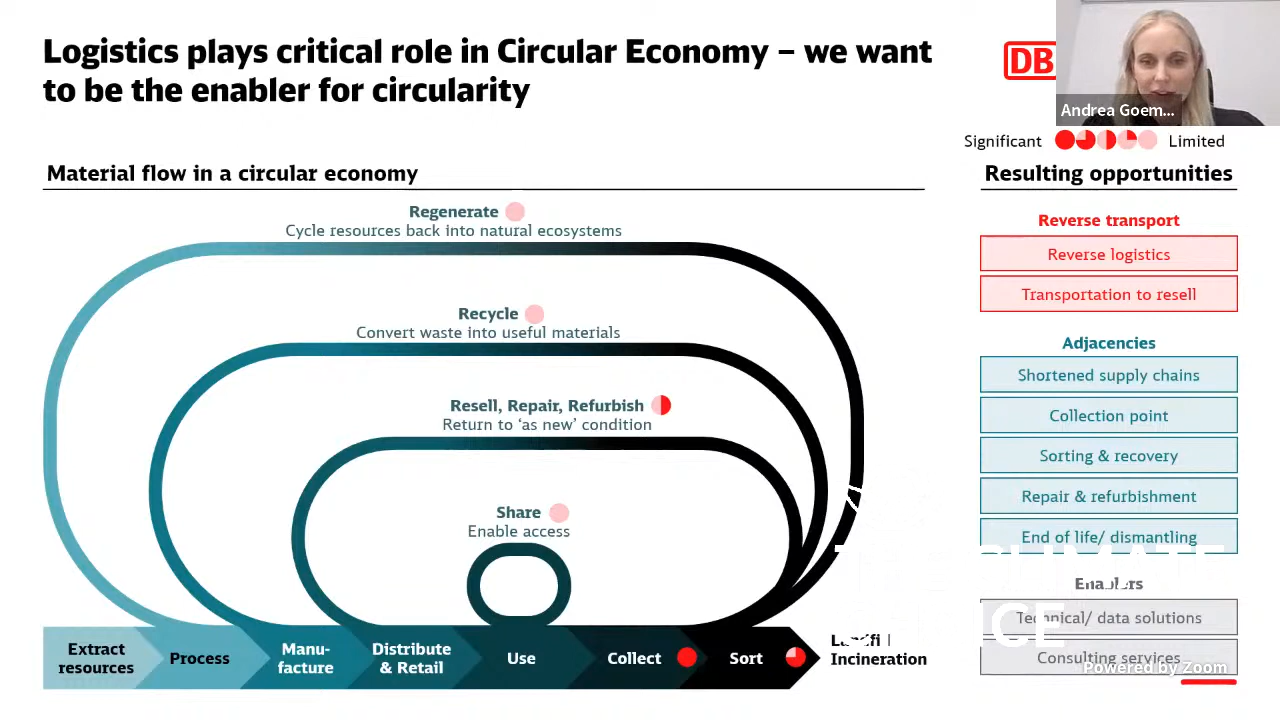 Logistics plays critical role in Circular Economy – we want
to be the enabler for circularity
DB
Andrea Goem...
Significant
Limited
Material flow in a circular economy
Resulting opportunities
Regenerate
Cycle resources back into natural ecosystems
Recycle
Convert waste into useful materials
Resell, Repair, Refurbish
Return to ‘as new’ condition
Share
Enable access
Extract
resources
Process
Manu-
facture
Distribute
& Retail
Use
Collect
Sort
Incineration
Reverse transport
Reverse logistics
Transportation to resell
Adjacencies
Shortened supply chains
Collection point
Sorting & recovery
Repair & refurbishment
End of life/ dismantling
Enablers
Technical/ data solutions
Consulting services
Powered by Zoom